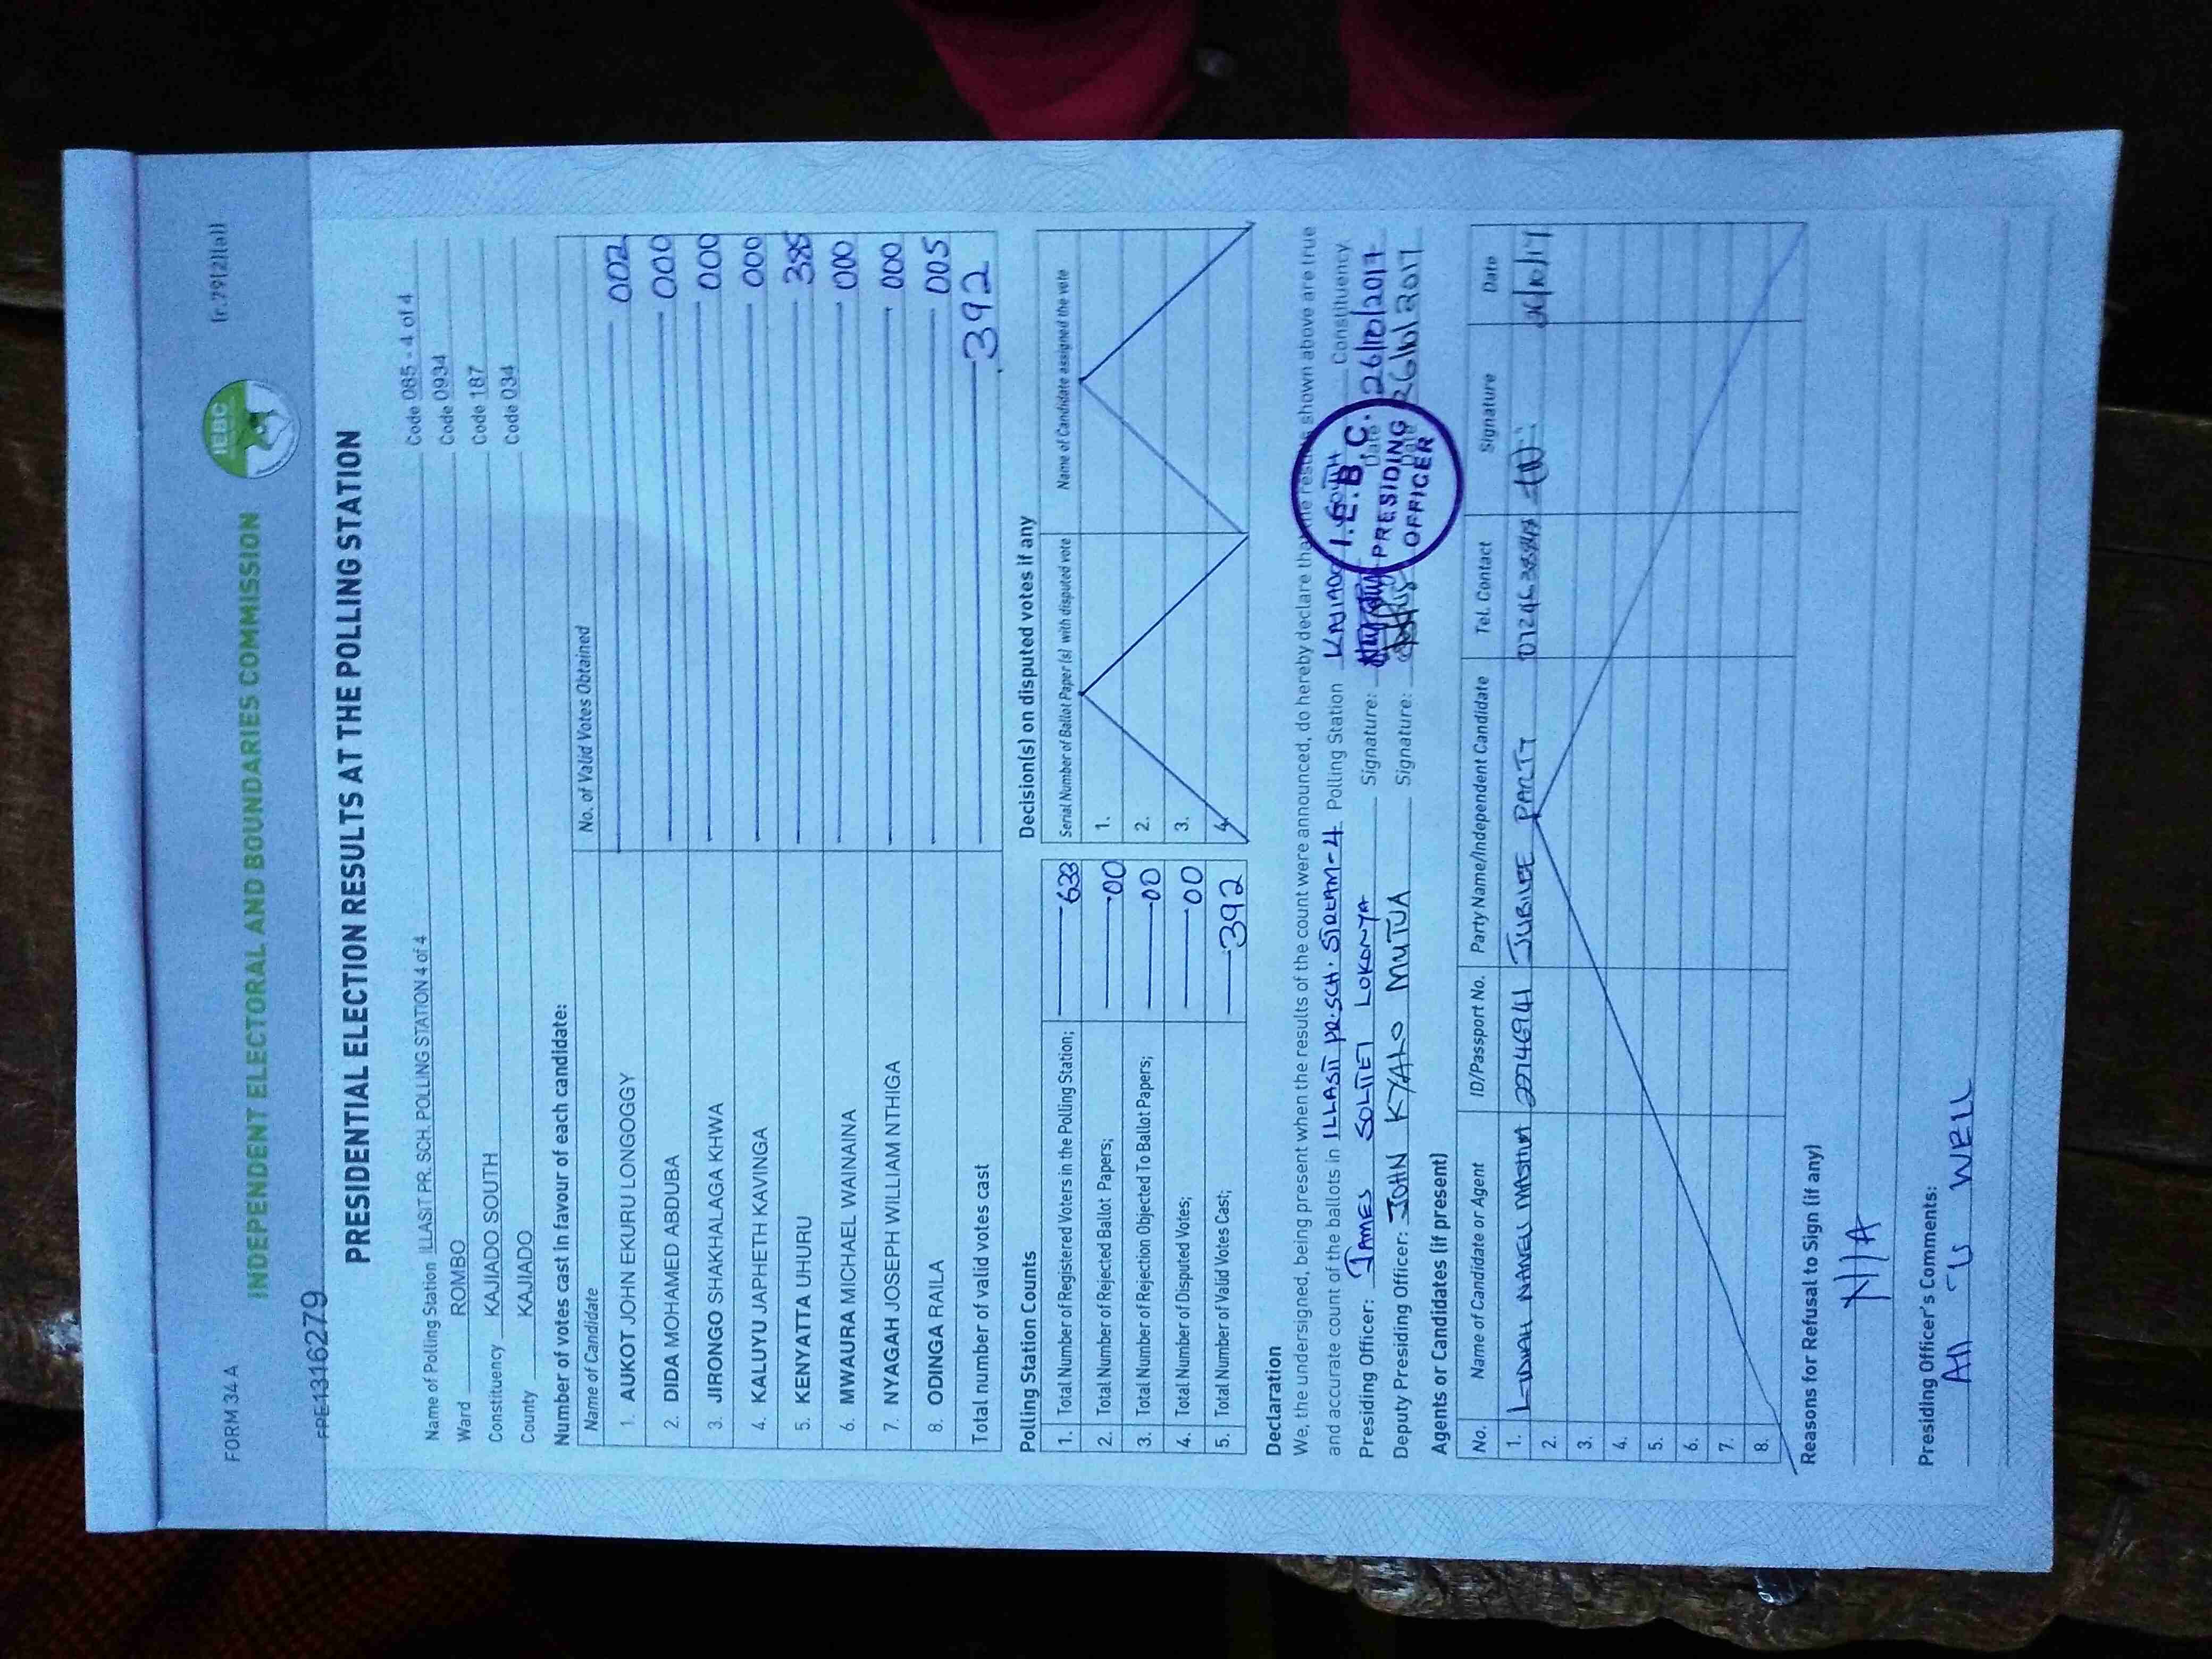 FORM 34 A
(r.79(2)(a))
IEBC
INDEPENDENT ELECTORAL AND BOUNDARIES COMMISSION
FPE1316279
PRESIDENTIAL ELECTION RESULTS AT THE POLLING STATION
Name of Polling Station ILLASIT PR. SCH. POLLING STATION 4 of 4 Code 085 - 4 of 4
Ward ROMBO Code 0934
Constituency KAJIADO SOUTH Code 187
County KAJIADO Code 034
Number of votes cast in favour of each candidate:
Name of Candidate No. of Valid Votes Obtained
1. AUKOT JOHN EKURU LONGOGGY 002
2. DIDA MOHAMED ABDUBA 000
3. JIRONGO SHAKHALAGA KHWA 000
4. KALUYU JAPHETH KAVINGA 000
5. KENYATTA UHURU 385
6. MWAURA MICHAEL WAINAINA 000
7. NYAGAH JOSEPH WILLIAM NTHIGA 000
8. ODINGA RAILA 005
Total number of valid votes cast 392
Polling Station Counts
1. Total Number of Registered Voters in the Polling Station; 633
2. Total Number of Rejected Ballot Papers; 00
3. Total Number of Rejection Objected To Ballot Papers; 00
4. Total Number of Disputed Votes; 00
5. Total Number of Valid Votes Cast; 392
Decision(s) on disputed votes if any
Serial Number of Ballot Paper(s) with disputed vote Name of Candidate assigned the vote
1.
2.
3.
4.
Declaration
We, the undersigned, being present when the results of the count were announced, do hereby declare that the results shown above are true
and accurate count of the ballots in ILLASIT PR.SCH. STREAM-4 Polling Station KAJIADO SOUTH Constituency
Presiding Officer: JAMES SOLITEI LOKONYA Signature: Date 26/10/2017
Deputy Presiding Officer: JOHN KYALO MUTUA Signature: Date 26/10/2017
I.E.B.C.
PRESIDING
OFFICER
Agents or Candidates (if present)
No. Name of Candidate or Agent ID/Passport No. Party Name/Independent Candidate Tel. Contact Signature Date
1. 22746941 JUBILEE PARTY 26/10/17
2.
3.
4.
5.
6.
7.
8.
Reasons for Refusal to Sign (if any)
N/A
Presiding Officer's Comments:
All is WELL